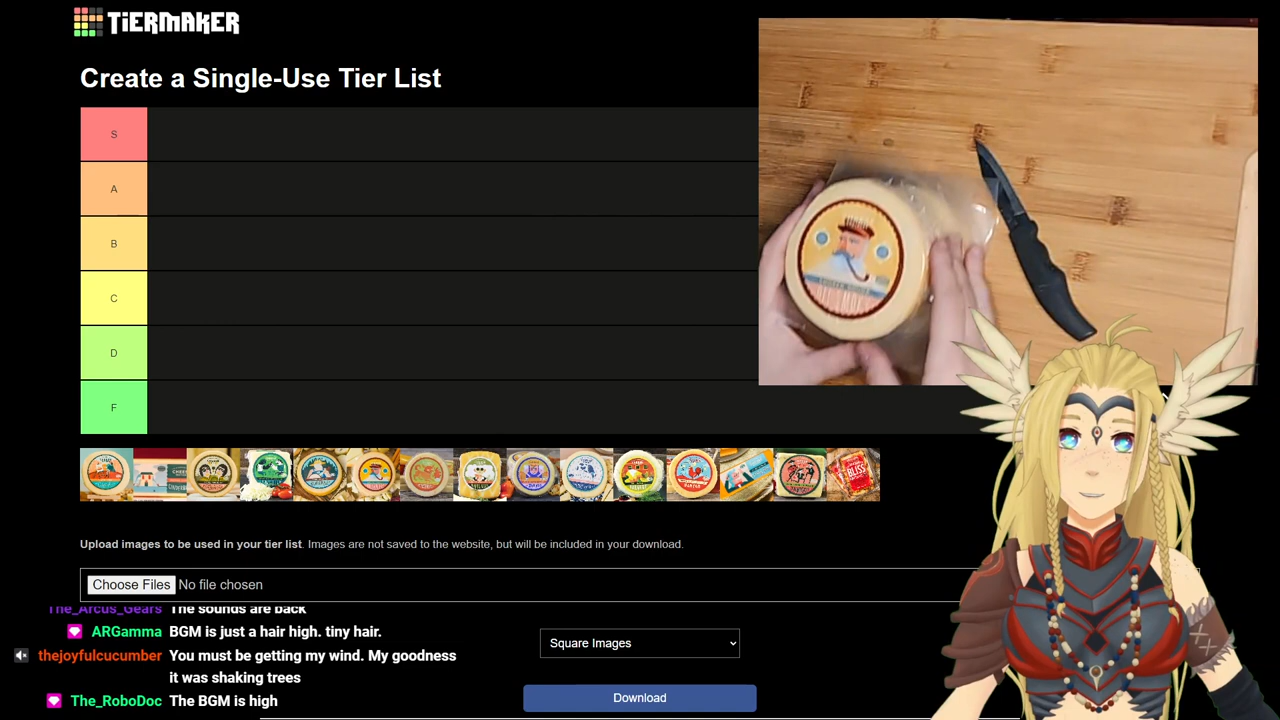 TiERMAKER
Create a Single-Use Tier List
S
A
B
C
D
F
Upload images to be used in your tier list. Images are not saved to the website, but will be included in your download.
Choose Files No file chosen
The_Arcus_Gears The sounds are back
ARGamma BGM is just a hair high. tiny hair.
thejoyfulcucumber You must be getting my wind. My goodness
it was shaking trees
The_RoboDoc The BGM is high
Square Images
Download
SMOKED GOUDA
BLISS